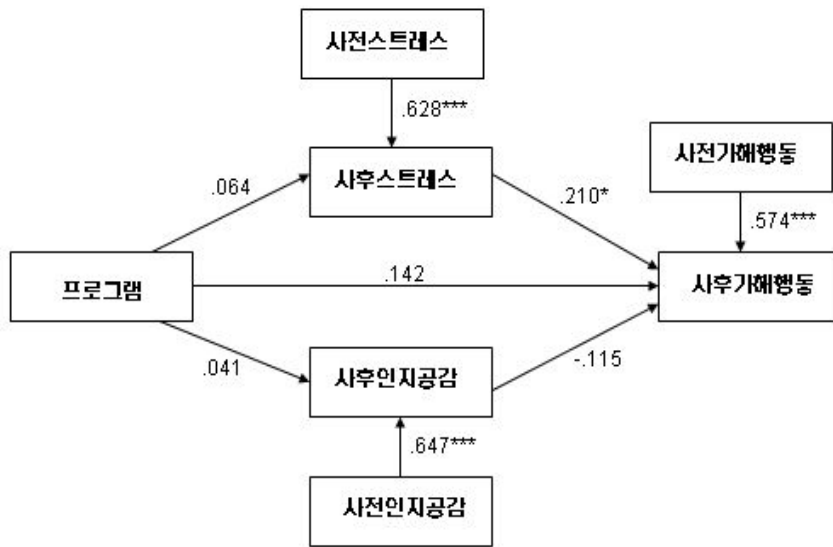 사전스트레스
.628***
사전가해행동
사후스트레스
.064
.210*
.574***
프로그램
.142
사후가해행동
.041
사후인지공감
-.115
.647***
사전인지공감